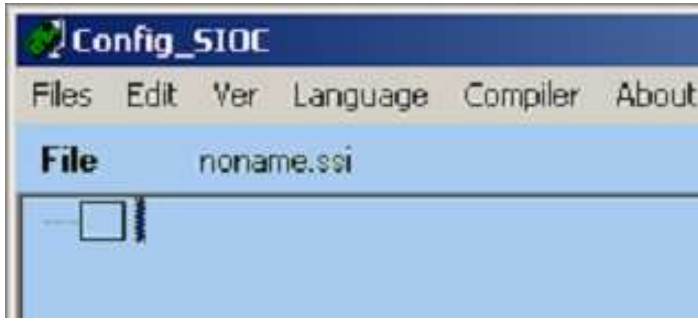 Config_SIOC
Files Edit Ver Language Compiler About
File noname.ssi